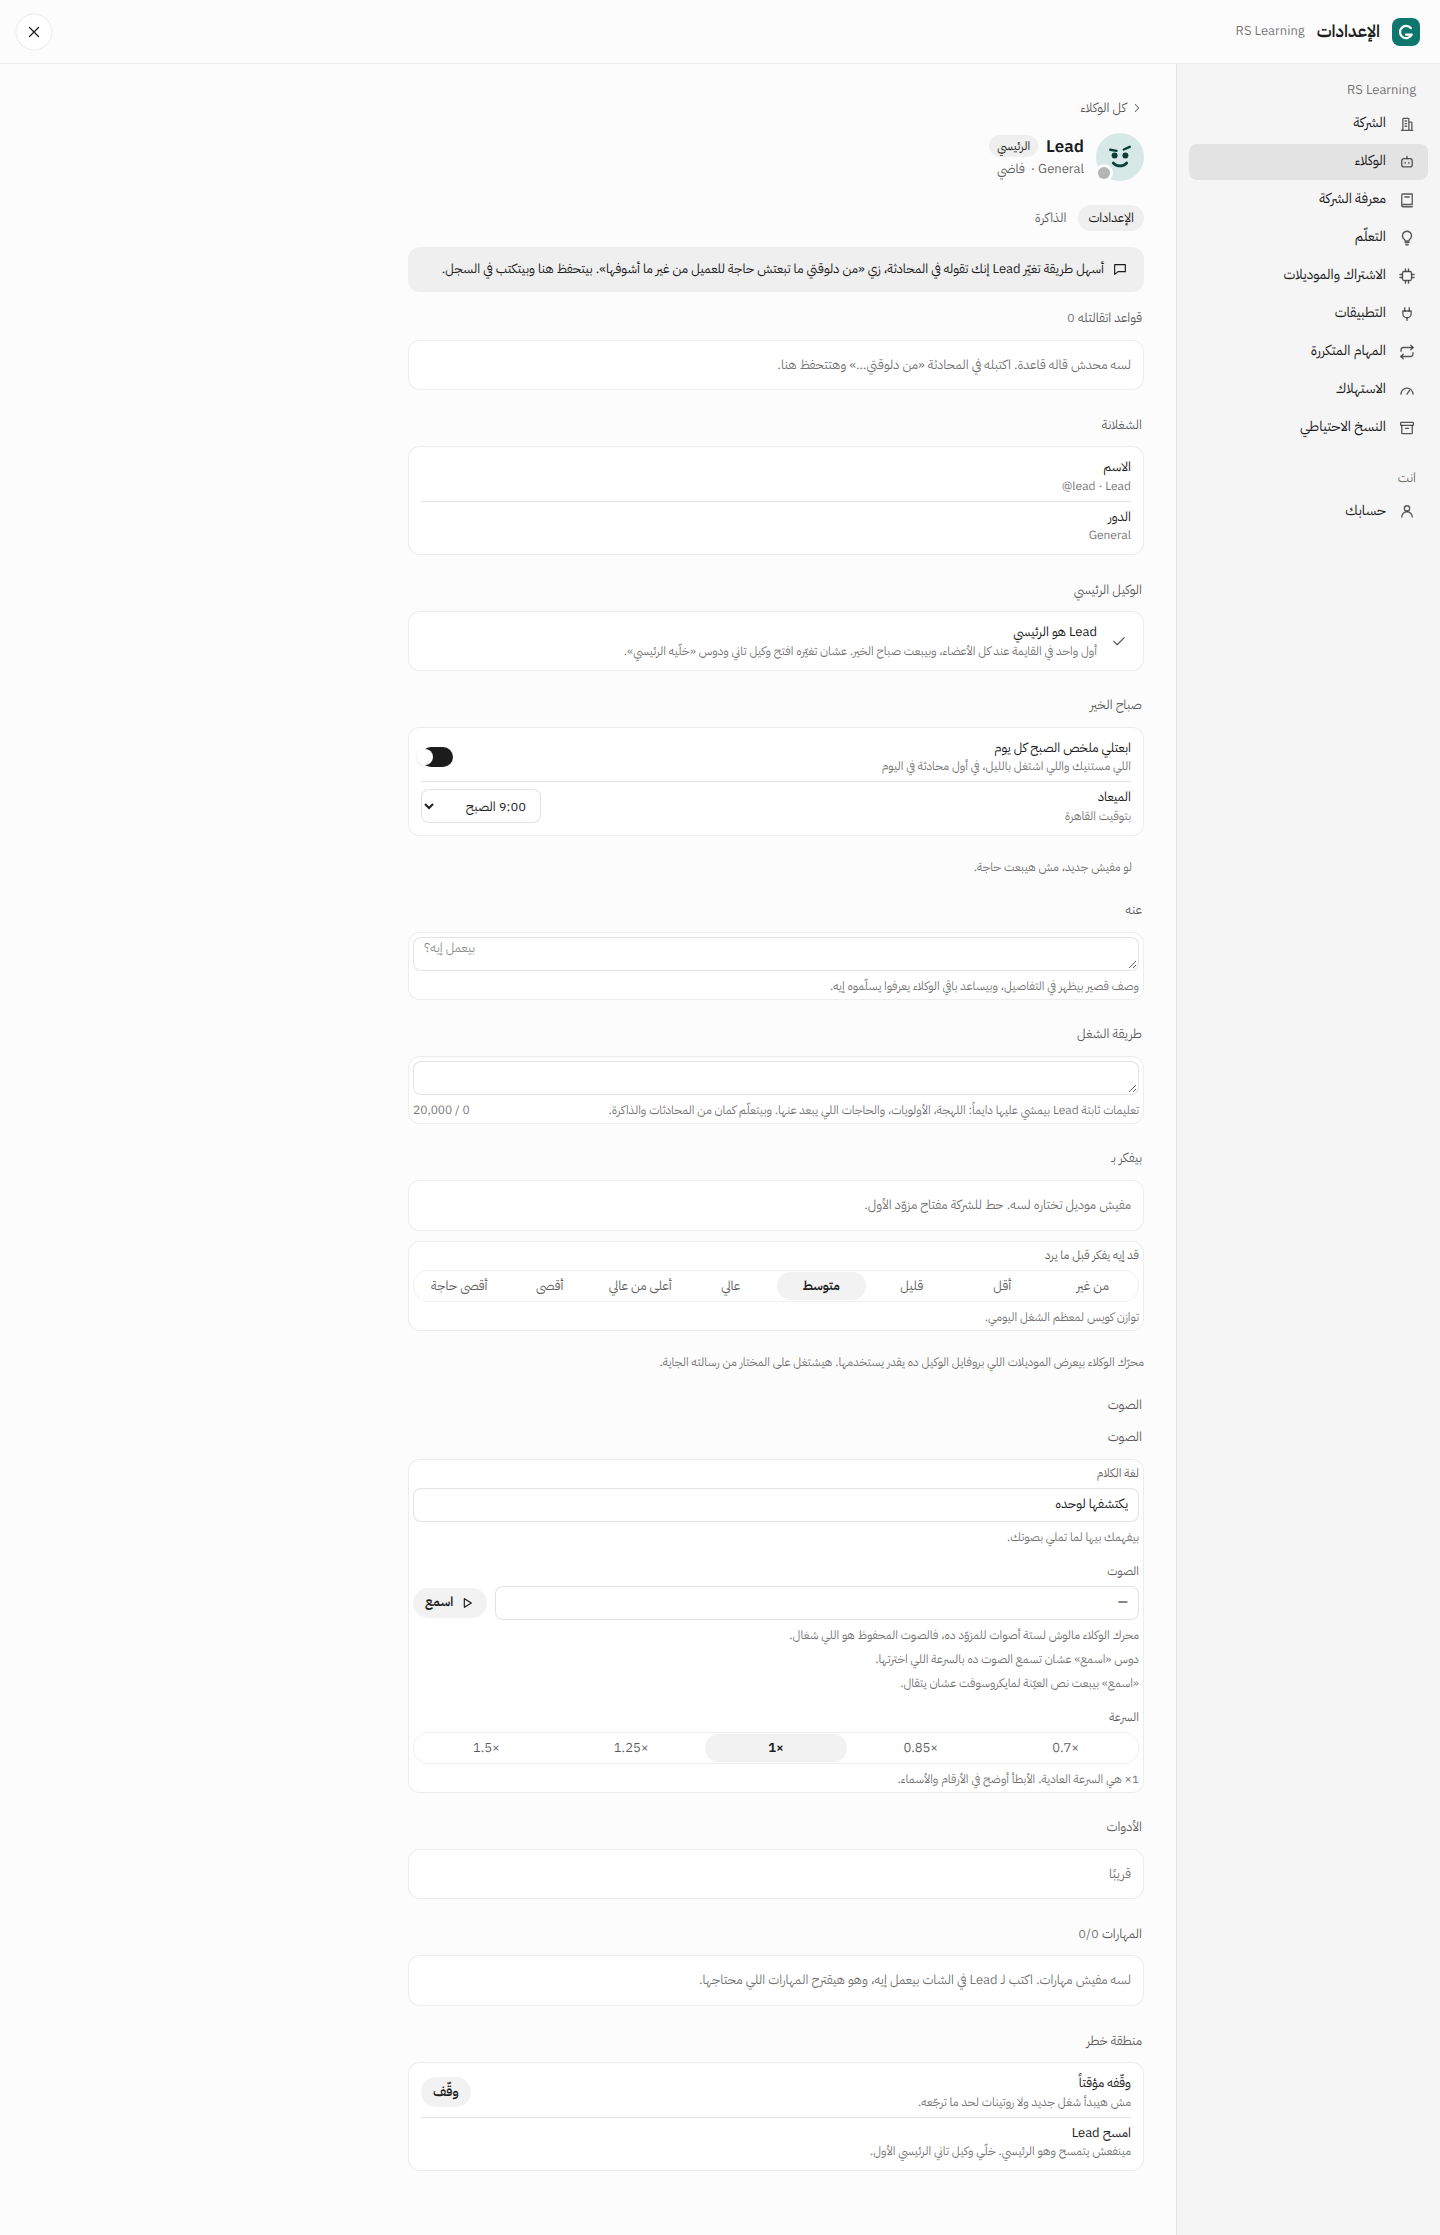 الإعدادات RS Learning
RS Learning
الشركة
الوكلاء
معرفة الشركة
التعلّم
الاشتراك والموديلات
التطبيقات
المهام المتكررة
الاستهلاك
النسخ الاحتياطي
انت
حسابك
كل الوكلاء
Lead الرئيسي
General · فاضي
الإعدادات الذاكرة
أسهل طريقة تغيّر Lead إنك تقوله في المحادثة، زي «من دلوقتي ما تبعتش حاجة للعميل من غير ما أشوفها». بيتحفظ هنا وبيتكتب في السجل.
قواعد اتقالتله 0
لسه محدش قاله قاعدة. اكتبله في المحادثة «من دلوقتي...» وهتتحفظ هنا.
الشغلانة
الاسم
@lead · Lead
الدور
General
الوكيل الرئيسي
Lead هو الرئيسي
أول واحد في القايمة عند كل الأعضاء، وبيبعت صباح الخير. عشان تغيّره افتح وكيل تاني ودوس «خلّيه الرئيسي».
صباح الخير
ابعتلي ملخص الصبح كل يوم
اللي مستنيك واللي اشتغل بالليل، في أول محادثة في اليوم
الميعاد
بتوقيت القاهرة
9:00 الصبح
لو مفيش جديد، مش هيبعت حاجة.
عنه
بيعمل إيه؟
وصف قصير بيظهر في التفاصيل، وبيساعد باقي الوكلاء يعرفوا يسلّموه إيه.
طريقة الشغل
تعليمات ثابتة Lead بيمشي عليها دايماً: اللهجة، الأولويات، والحاجات اللي يبعد عنها. وبيتعلّم كمان من المحادثات والذاكرة.
20,000 / 0
بيفكر بـ
مفيش موديل تختاره لسه. حط للشركة مفتاح مزوّد الأول.
قد إيه يفكر قبل ما يرد
من غير أقل قليل متوسط عالي أعلى من عالي أقصى أقصى حاجة
توازن كويس لمعظم الشغل اليومي.
محرّك الوكلاء بيعرض الموديلات اللي بروفايل الوكيل ده يقدر يستخدمها. هيشتغل على المختار من رسالته الجاية.
الصوت
الصوت
لغة الكلام
يكتشفها لوحده
بيفهمك بيها لما تملي بصوتك.
الصوت
—
اسمع
محرك الوكلاء مالوش لستة أصوات للمزوّد ده، فالصوت المحفوظ هو اللي شغال.
دوس «اسمع» عشان تسمع الصوت ده بالسرعة اللي اخترتها.
«اسمع» بيبعت نص العيّنة لمايكروسوفت عشان يتقال.
السرعة
0.7× 0.85× 1× 1.25× 1.5×
1× هي السرعة العادية. الأبطأ أوضح في الأرقام والأسماء.
الأدوات
قريبًا
المهارات 0/0
لسه مفيش مهارات. اكتب لـ Lead في الشات بيعمل إيه، وهو هيقترح المهارات اللي محتاجها.
منطقة خطر
وقّفه مؤقتاً
مش هيبدأ شغل جديد ولا روتينات لحد ما ترجّعه.
وقّف
امسح Lead
مينفعش يتمسح وهو الرئيسي. خلّي وكيل تاني الرئيسي الأول.